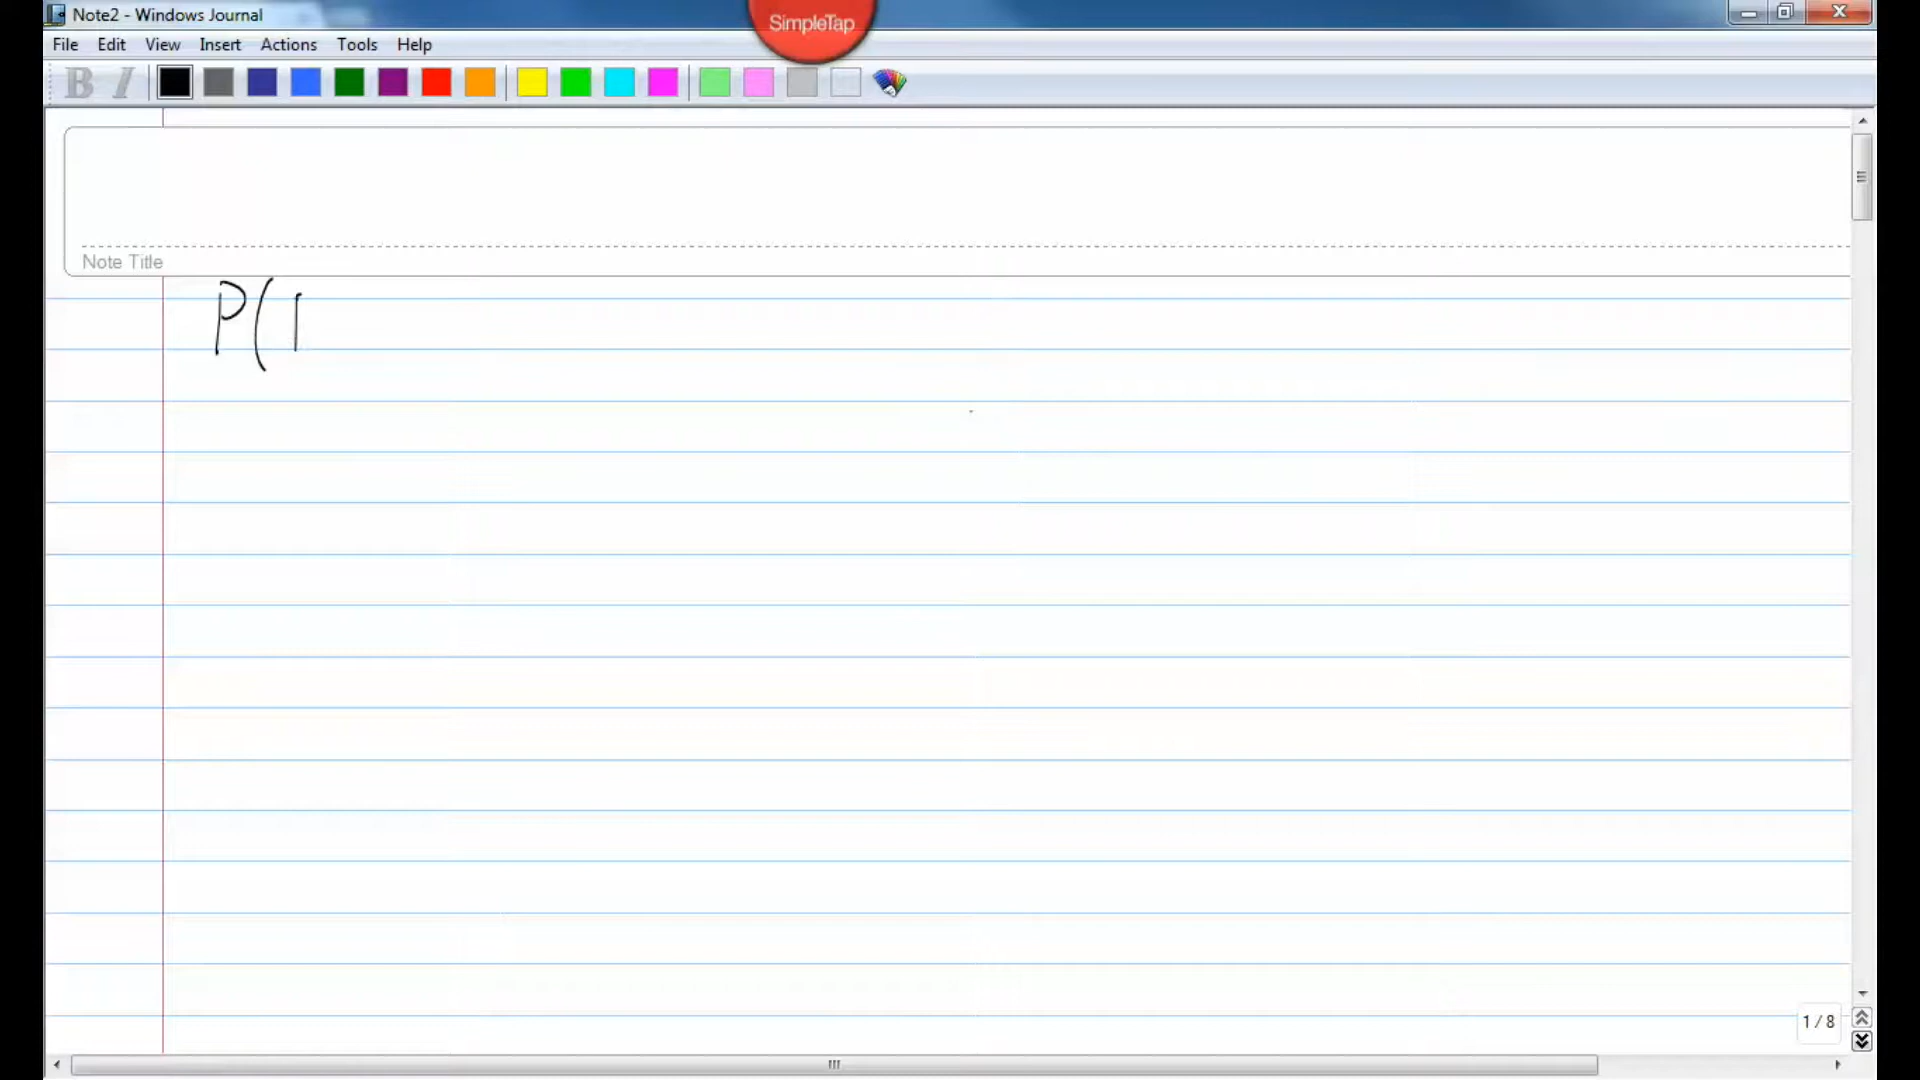 Note2 - Windows Journal
SimpleTap
File Edit View Insert Actions Tools Help
B I
Note Title
P(
1 / 8